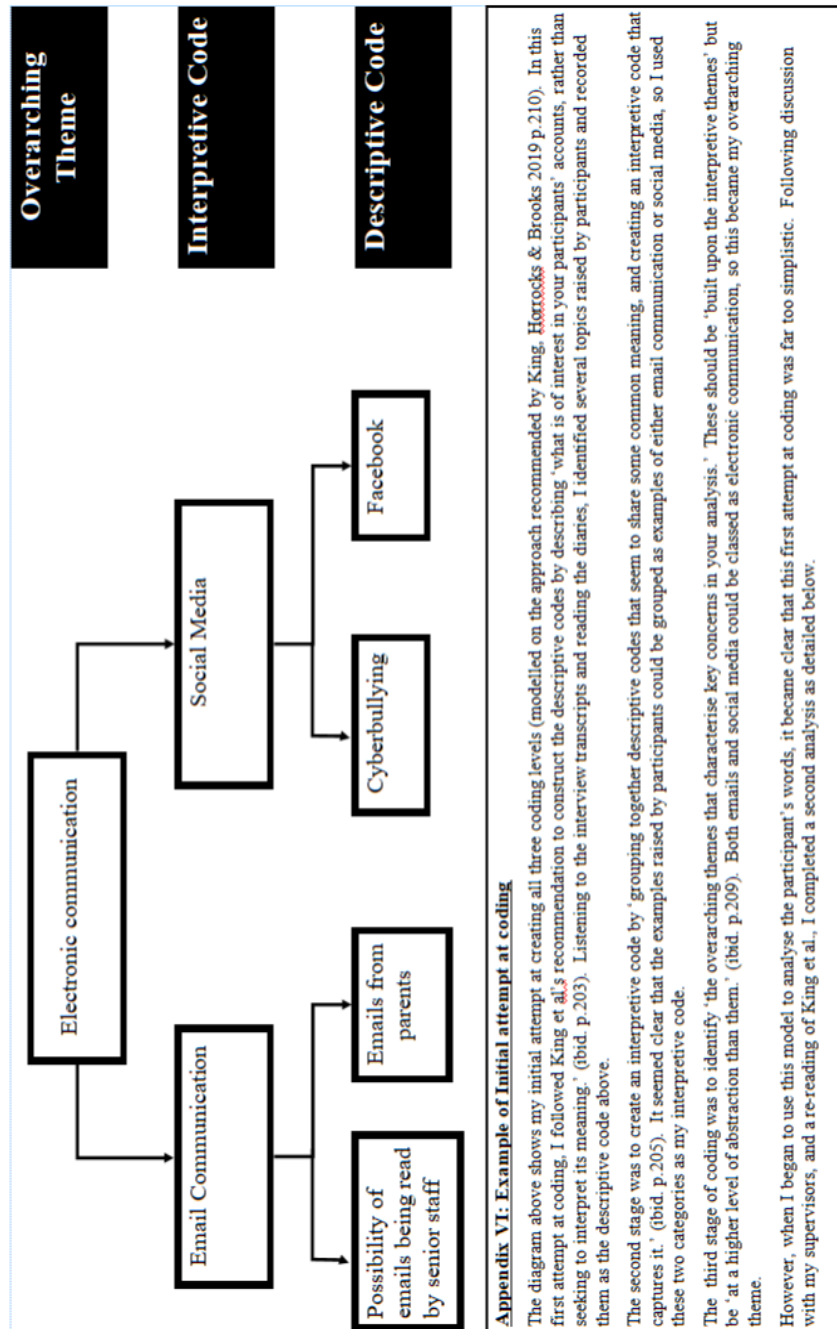 Overarching
Theme
Interpretive Code
Descriptive Code
Electronic communication
Email Communication
Social Media
Possibility of
emails being read
by senior staff
Emails from
parents
Cyberbullying
Facebook
Appendix VI: Example of Initial attempt at coding
The diagram above shows my initial attempt at creating all three coding levels (modelled on the approach recommended by King, Horrocks & Brooks 2019 p.210). In this
first attempt at coding, I followed King et al's recommendation to construct the descriptive codes by describing 'what is of interest in your participants' accounts, rather than
seeking to interpret its meaning.' (ibid. p.203). Listening to the interview transcripts and reading the diaries, I identified several topics raised by participants and recorded
them as the descriptive code above.
The second stage was to create an interpretive code by 'grouping together descriptive codes that seem to share some common meaning, and creating an interpretive code that
captures it.' (ibid. p.205). It seemed clear that the examples raised by participants could be grouped as examples of either email communication or social media, so I used
these two categories as my interpretive code.
The third stage of coding was to identify 'the overarching themes that characterise key concerns in your analysis.' These should be 'built upon the interpretive themes' but
be 'at a higher level of abstraction than them.' (ibid. p.209). Both emails and social media could be classed as electronic communication, so this became my overarching
theme.
However, when I began to use this model to analyse the participant's words, it became clear that this first attempt at coding was far too simplistic. Following discussion
with my supervisors, and a re-reading of King et al., I completed a second analysis as detailed below.